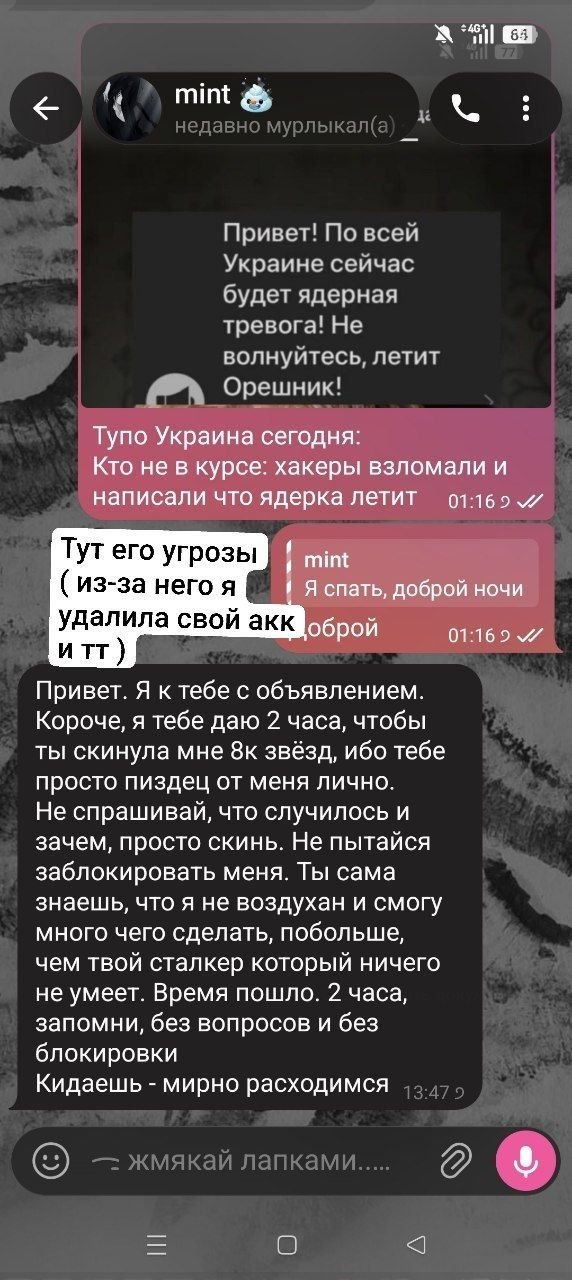 64
77
mint
недавно мурлыкал(а)
Привет! По всей
Украине сейчас
будет ядерная
тревога! Не
волнуйтесь, летит
Орешник!
Тупо Украина сегодня:
Кто не в курсе: хакеры взломали и
написали что ядерка летит 01:16
Тут его угрозы
( из-за него я
удалила свой акк
и тт )
mint
Я спать, доброй ночи
оброй 01:16
Привет. Я к тебе с объявлением.
Короче, я тебе даю 2 часа, чтобы
ты скинула мне 8к звёзд, ибо тебе
просто пиздец от меня лично.
Не спрашивай, что случилось и
зачем, просто скинь. Не пытайся
заблокировать меня. Ты сама
знаешь, что я не воздухан и смогу
много чего сделать, побольше,
чем твой сталкер который ничего
не умеет. Время пошло. 2 часа,
запомни, без вопросов и без
блокировки
Кидаешь - мирно расходимся 13:47
жмякай лапками.....